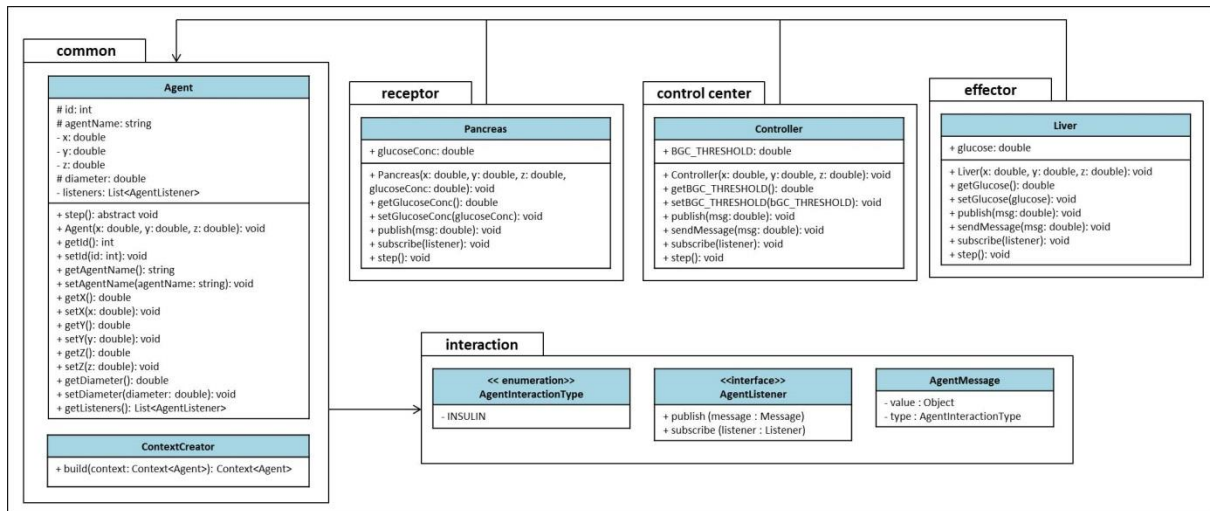 common
Agent
# id: int
# agentName: string
- x: double
- y: double
- z: double
# diameter: double
- listeners: List<AgentListener>
+ step(): abstract void
+ Agent(x: double, y: double, z: double): void
+ getId(): int
+ setId(id: int): void
+ getAgentName(): string
+ setAgentName(agentName: string): void
+ getX(): double
+ setX(x: double): void
+ getY(): double
+ setY(y: double): void
+ getZ(): double
+ setZ(z: double): void
+ getDiameter(): double
+ setDiameter(diameter: double): void
+ getListeners(): List<AgentListener>
ContextCreator
+ build(context: Context<Agent>): Context<Agent>
receptor
Pancreas
+ glucoseConc: double
+ Pancreas(x: double, y: double, z: double,
glucoseConc: double): void
+ getGlucoseConc(): double
+ setGlucoseConc(glucoseConc): void
+ publish(msg: double): void
+ subscribe(listener): void
+ step(): void
control center
Controller
+ BGC_THRESHOLD: double
+ Controller(x: double, y: double, z: double): void
+ getBGC_THRESHOLD(): double
+ setBGC_THRESHOLD(bGC_THRESHOLD): void
+ publish(msg: double): void
+ sendMessage(msg: double): void
+ subscribe(listener): void
+ step(): void
effector
Liver
+ glucose: double
+ Liver(x: double, y: double, z: double): void
+ getGlucose(): double
+ setGlucose(glucose): void
+ publish(msg: double): void
+ sendMessage(msg: double): void
+ subscribe(listener): void
+ step(): void
interaction
<< enumeration>>
AgentInteractionType
- INSULIN
<<interface>>
AgentListener
+ publish (message : Message)
+ subscribe (listener : Listener)
AgentMessage
- value : Object
- type : AgentInteractionType